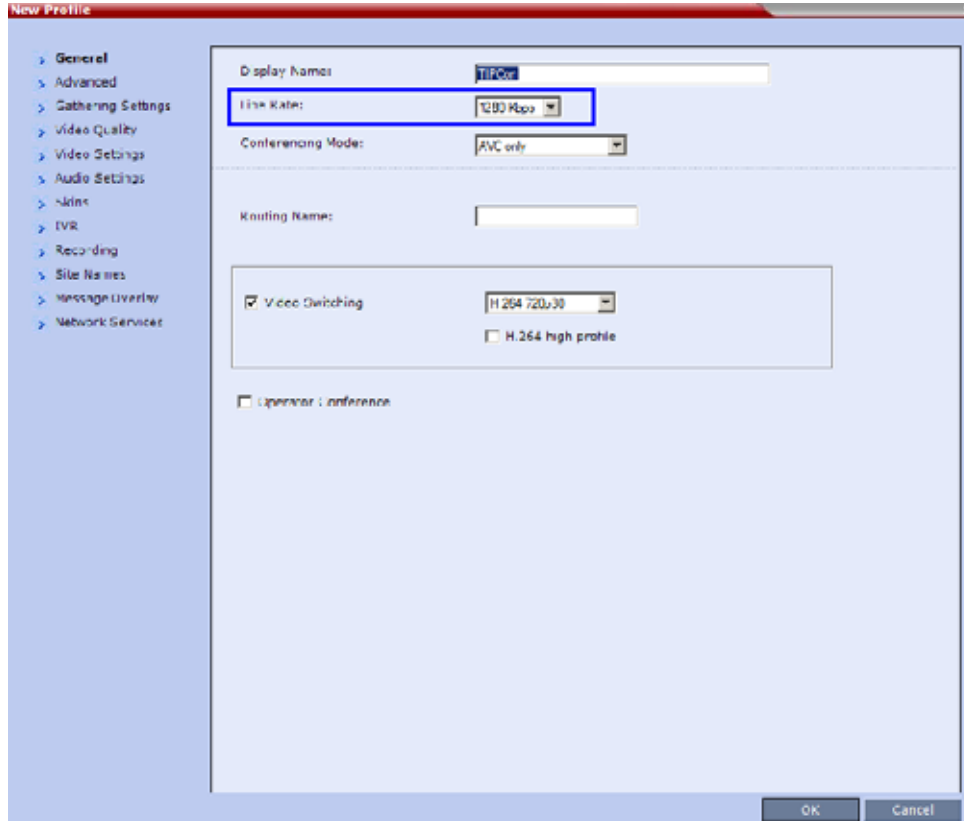 New Profile
General
Advanced
Gathering Settings
Video Quality
Video Settings
Audio Settings
Skins
IVR
Recording
Site Names
Message Overlay
Network Services
Display Name:
Line Rate: 1280 Kbps
Conferencing Mode: AVC only
Routing Name:
Video Switching H.264 720p30
H.264 high profile
Operator Conference
OK Cancel